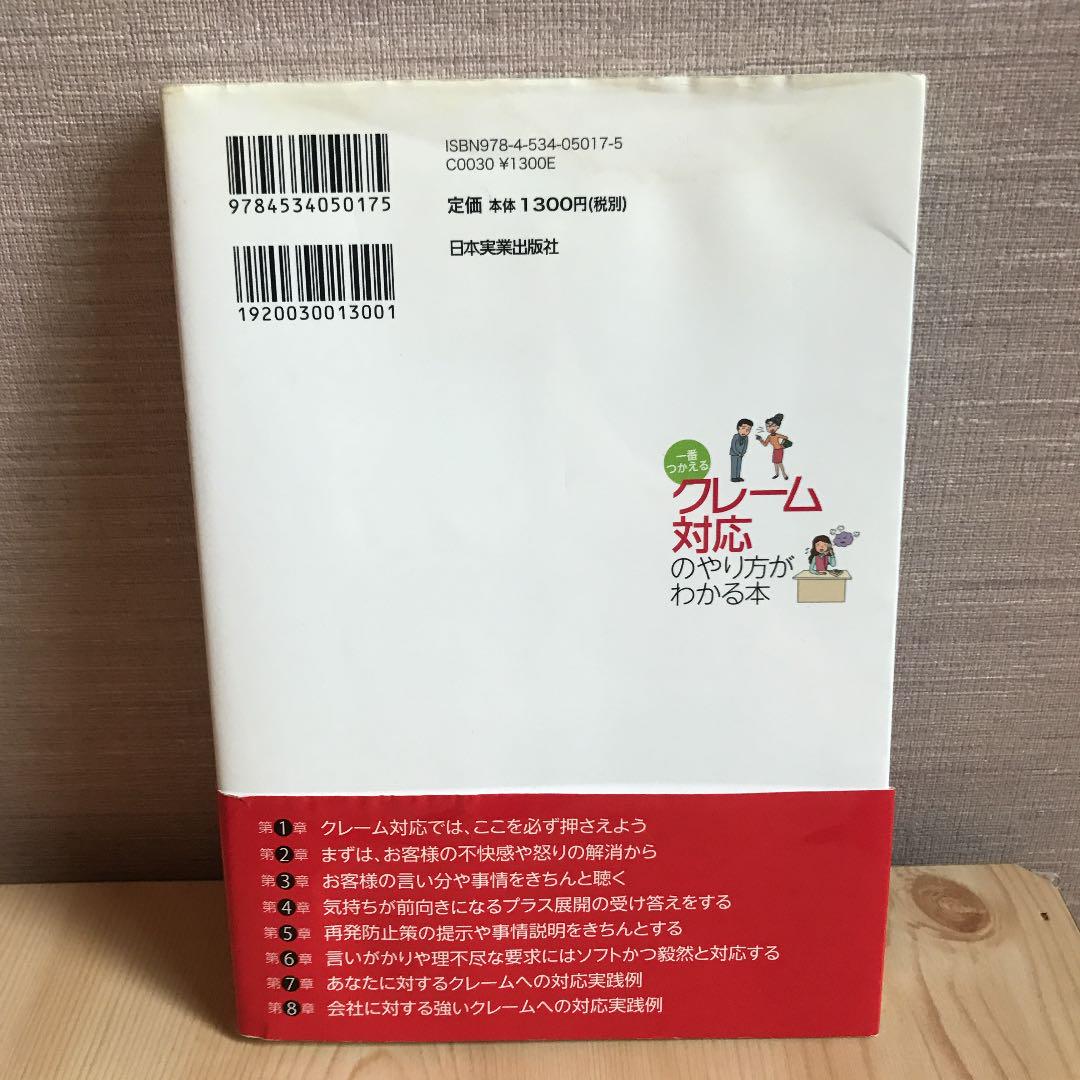 ISBN978-4-534-05017-5
C0030 ¥1300E
9784534050175
定価 本体1300円(税別)
日本実業出版社
1920030013001
一番
つかえる
クレーム
対応
のやり方が
わかる本
第1章 クレーム対応では、ここを必ず押さえよう
第2章 まずは、お客様の不快感や怒りの解消から
第3章 お客様の言い分や事情をきちんと聴く
第4章 気持ちが前向きになるプラス展開の受け答えをする
第5章 再発防止策の提示や事情説明をきちんとする
第6章 言いがかりや理不尽な要求にはソフトかつ毅然と対応する
第7章 あなたに対するクレームへの対応実践例
第8章 会社に対する強いクレームへの対応実践例